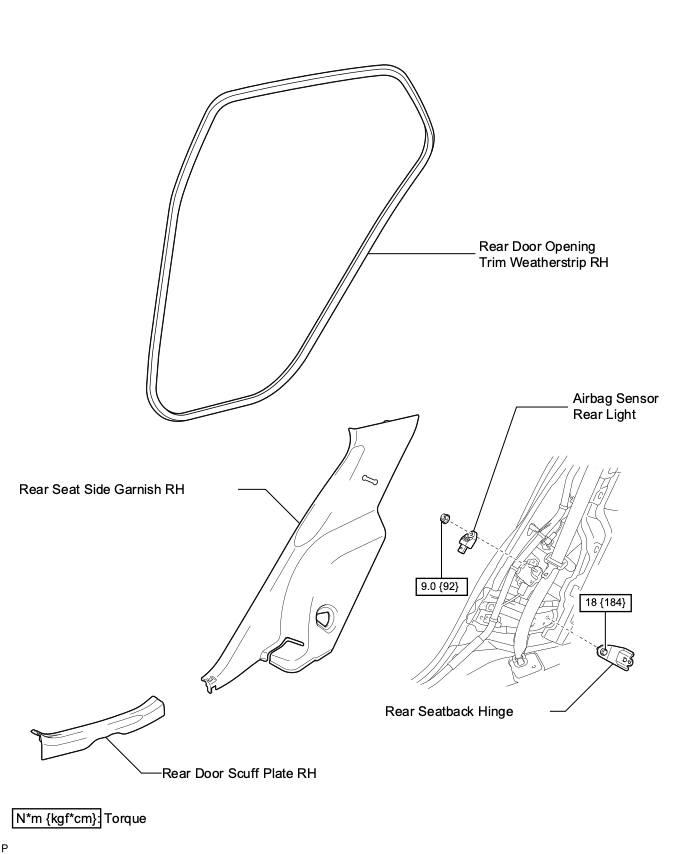 Rear Door Opening
Trim Weatherstrip RH
Airbag Sensor
Rear Light
Rear Seat Side Garnish RH
9.0 {92}
18 {184}
Rear Seatback Hinge
Rear Door Scuff Plate RH
N*m {kgf*cm}: Torque
P